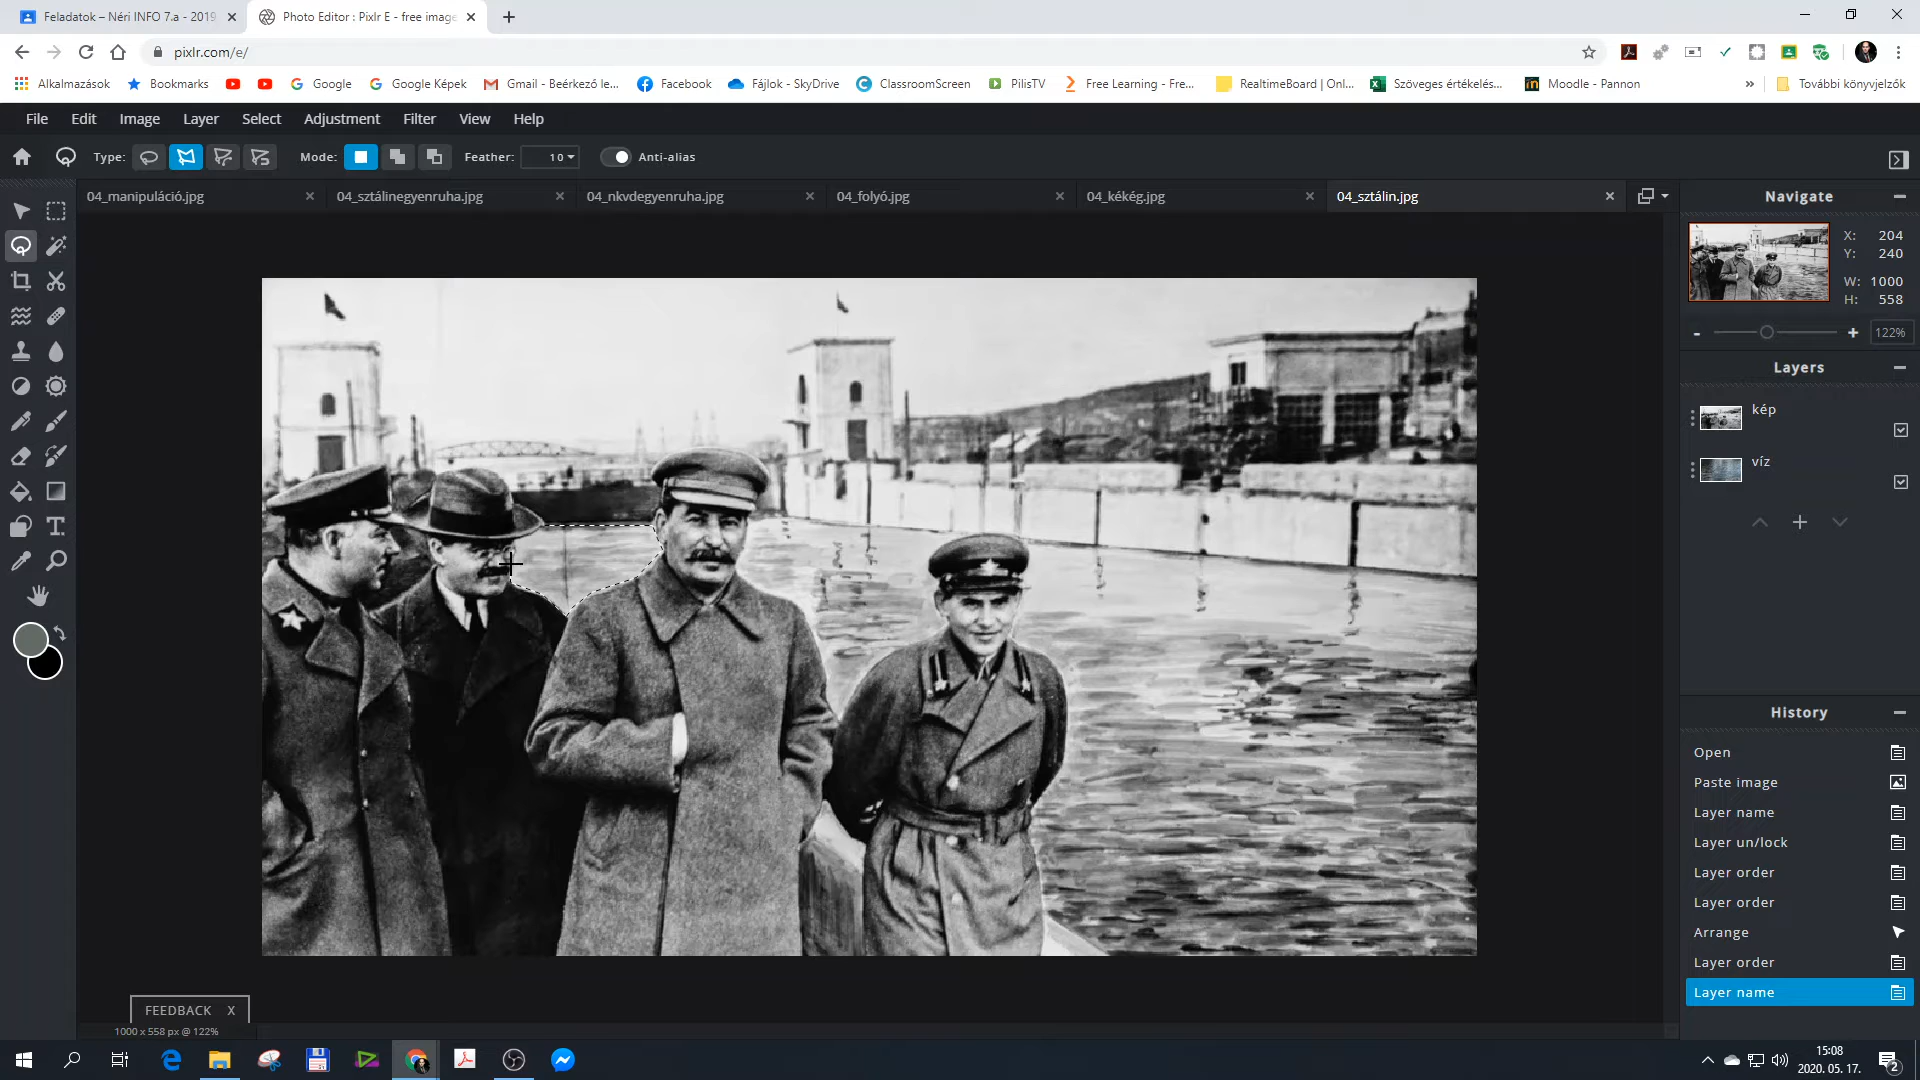 Feladatok – Néri INFO 7.a - 2019
Photo Editor : Pixlr E - free image
pixlr.com/e/
Alkalmazások
Bookmarks
Google
Google Képek
Gmail - Beérkező le...
Facebook
Fájlok - SkyDrive
ClassroomScreen
PilisTV
Free Learning - Fre...
RealtimeBoard | Onl...
Szöveges értékelés...
Moodle - Pannon
»
További könyvjelzők
File Edit Image Layer Select Adjustment Filter View Help
Type: Mode: Feather: 10 Anti-alias
04_manipuláció.jpg
04_sztálinegyenruha.jpg
04_nkvdegyenruha.jpg
04_folyó.jpg
04_kékég.jpg
04_sztálin.jpg
Navigate
X: 204
Y: 240
W: 1000
H: 558
- + 122%
Layers
kép
víz
History
Open
Paste image
Layer name
Layer un/lock
Layer order
Layer order
Arrange
Layer order
Layer name
FEEDBACK X
1000 x 558 px @ 122%
15:08
2020. 05. 17.
2